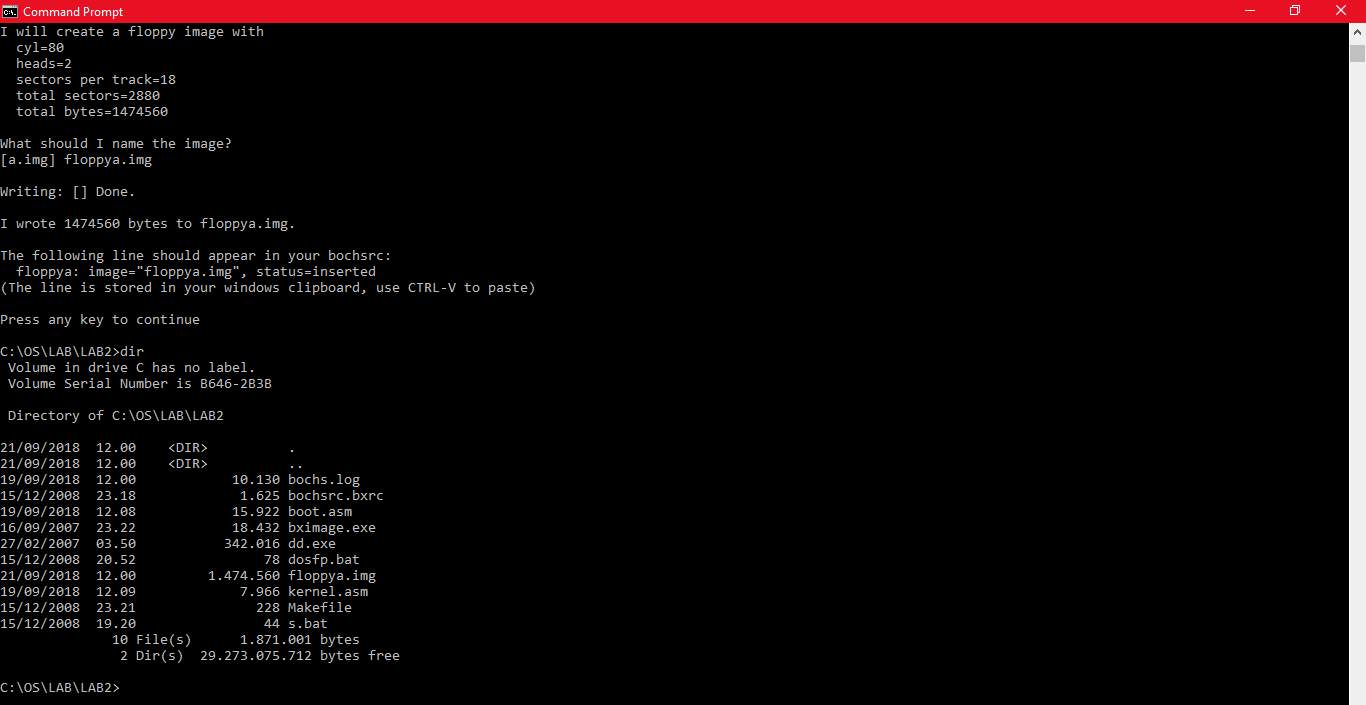 Command Prompt
I will create a floppy image with
  cyl=80
  heads=2
  sectors per track=18
  total sectors=2880
  total bytes=1474560
What should I name the image?
[a.img] floppya.img
Writing: [] Done.
I wrote 1474560 bytes to floppya.img.
The following line should appear in your bochsrc:
  floppya: image="floppya.img", status=inserted
(The line is stored in your windows clipboard, use CTRL-V to paste)
Press any key to continue
C:\OS\LAB\LAB2>dir
 Volume in drive C has no label.
 Volume Serial Number is B646-2B3B
 Directory of C:\OS\LAB\LAB2
21/09/2018  12.00    <DIR>          .
21/09/2018  12.00    <DIR>          ..
19/09/2018  12.00            10.130 bochs.log
15/12/2008  23.18             1.625 bochsrc.bxrc
19/09/2018  12.08            15.922 boot.asm
16/09/2007  23.22            18.432 bximage.exe
27/02/2007  03.50           342.016 dd.exe
15/12/2008  20.52                78 dosfp.bat
21/09/2018  12.00         1.474.560 floppya.img
19/09/2018  12.09             7.966 kernel.asm
15/12/2008  23.21               228 Makefile
15/12/2008  19.20                44 s.bat
              10 File(s)      1.871.001 bytes
               2 Dir(s)  29.273.075.712 bytes free
C:\OS\LAB\LAB2>